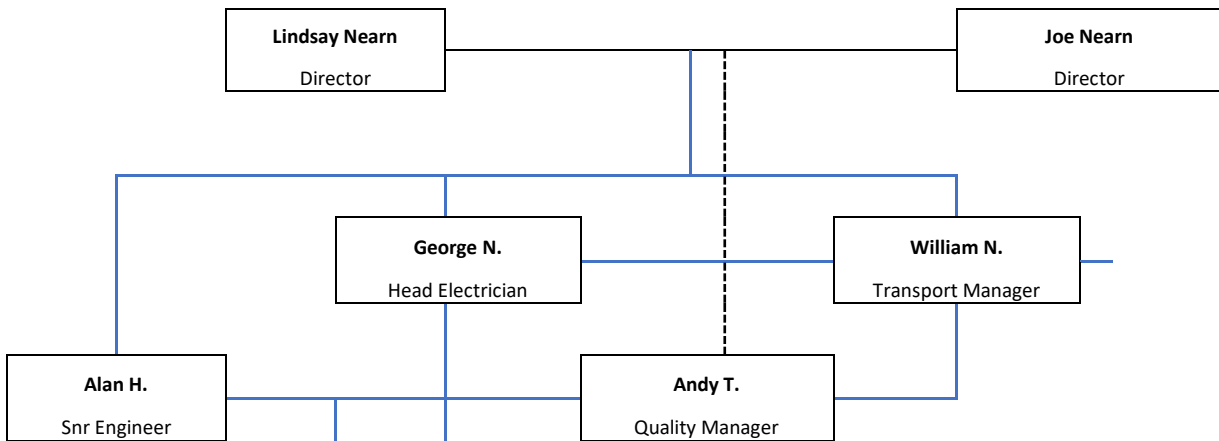 Lindsay Nearn
Director
Joe Nearn
Director
George N.
Head Electrician
William N.
Transport Manager
Alan H.
Snr Engineer
Andy T.
Quality Manager